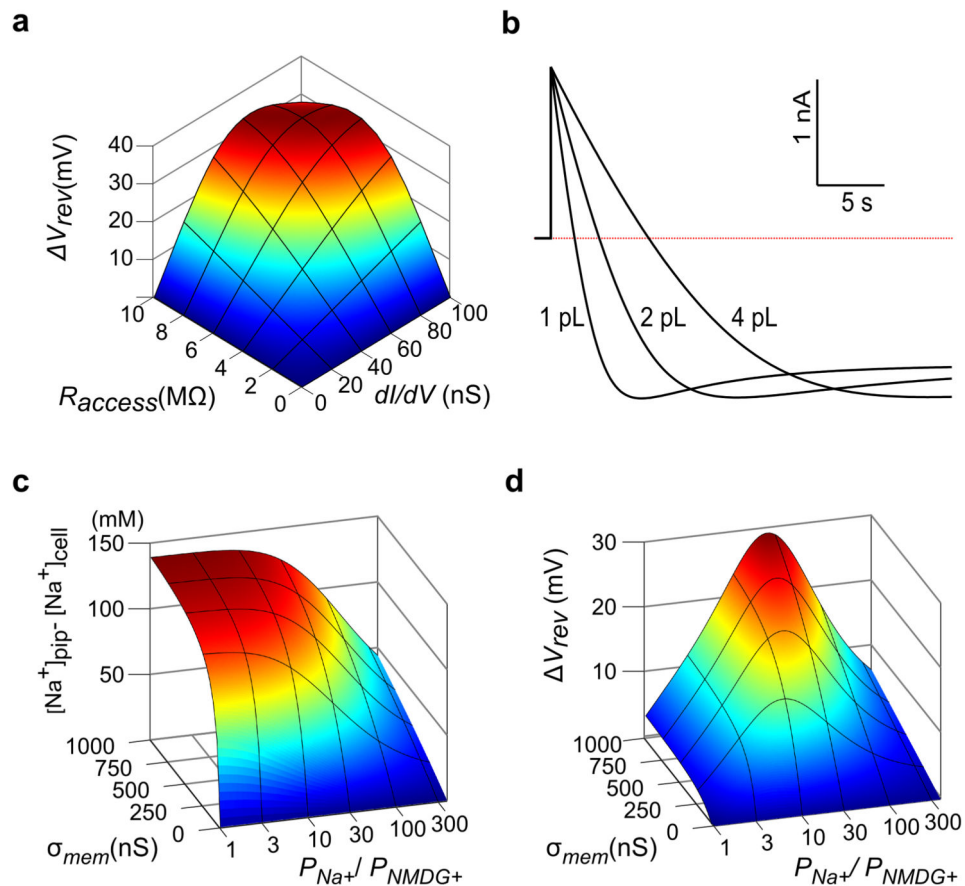 a
ΔVrev(mV)
40
30
20
10
10
8
6
4
2
0
0
20
40
60
80
100
Raccess(MΩ)
dI/dV (nS)
b
1 nA
5 s
1 pL
2 pL
4 pL
c
(mM)
[Na+]pip- [Na+]cell
150
100
50
1000
750
500
250
0
1
3
10
30
100
300
σmem(nS)
PNa+/ PNMDG+
d
ΔVrev (mV)
30
20
10
1000
750
500
250
0
1
3
10
30
100
300
σmem(nS)
PNa+/ PNMDG+